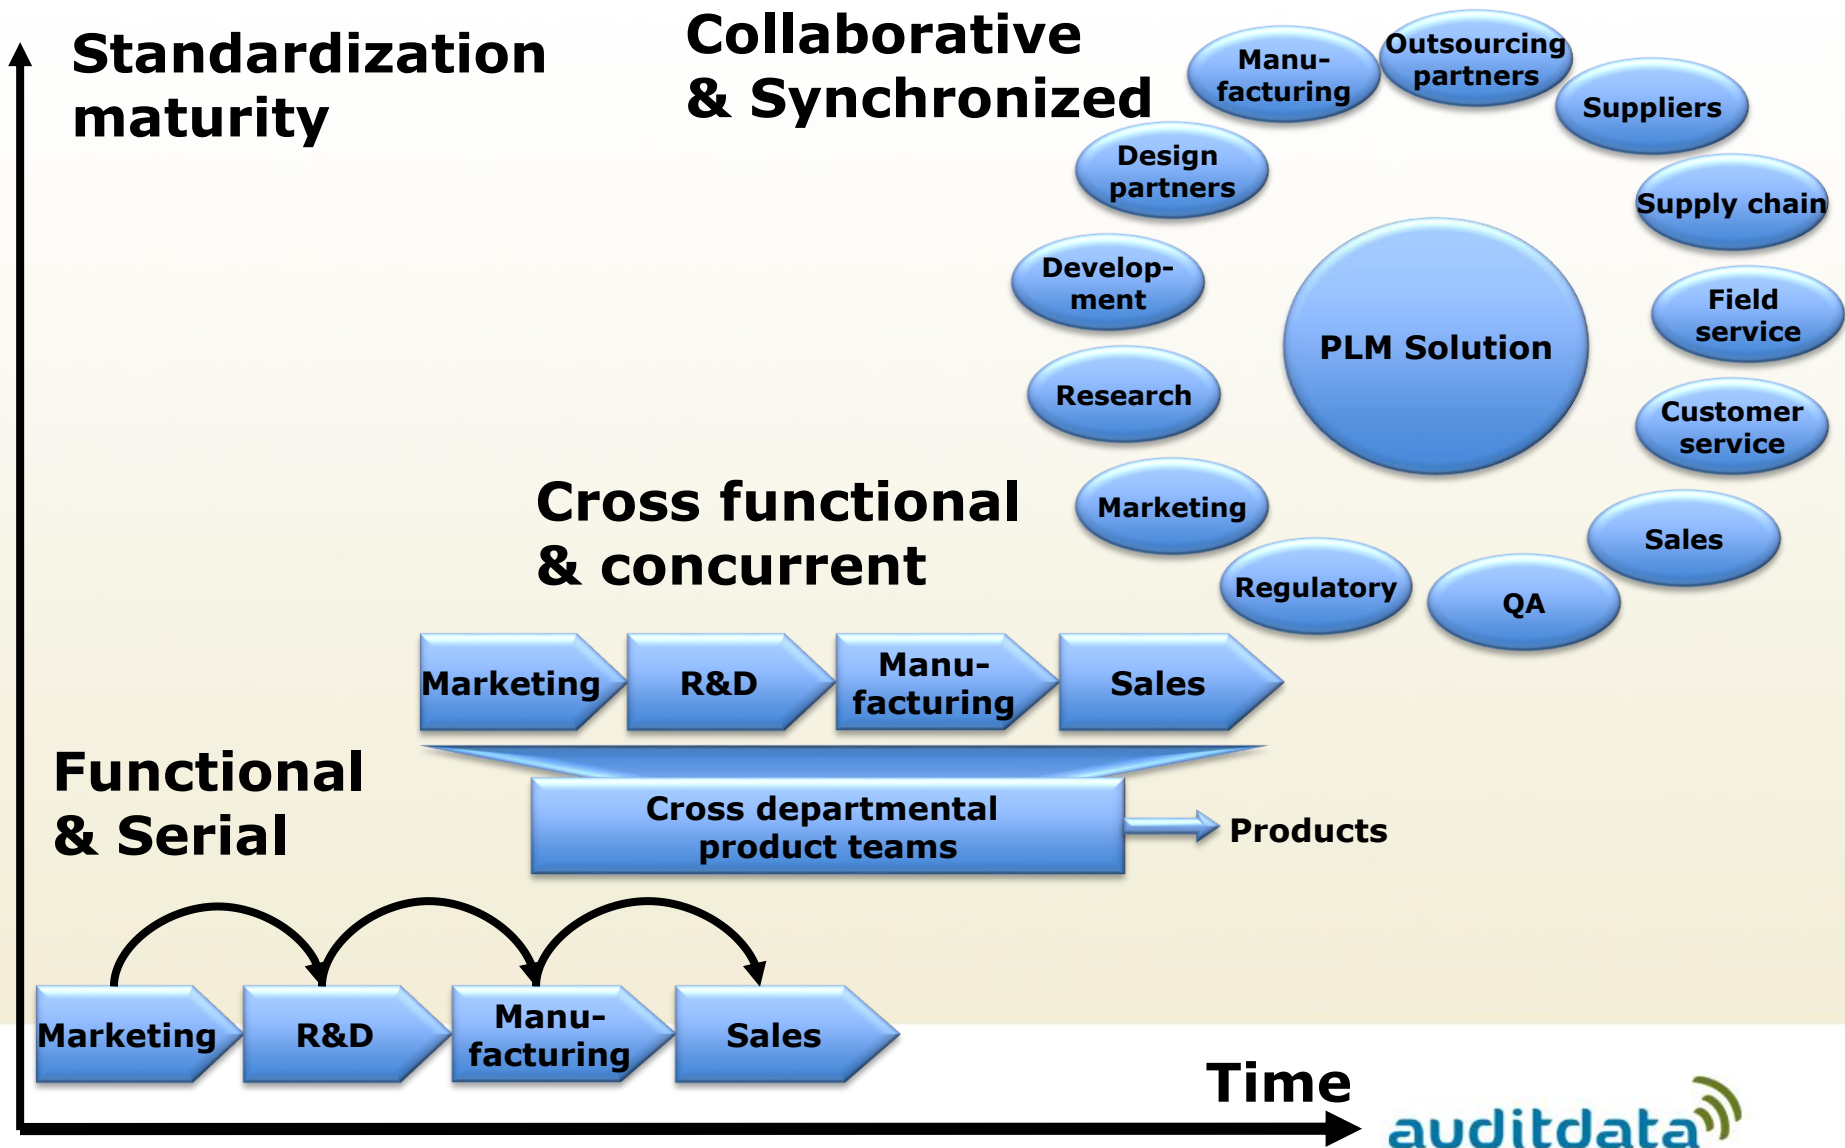 Standardization
maturity
Collaborative
& Synchronized
Manu-
facturing
Outsourcing
partners
Suppliers
Supply chain
Field
service
Customer
service
Sales
QA
Regulatory
Marketing
Research
Develop-
ment
Design
partners
PLM Solution
Cross functional
& concurrent
Marketing
R&D
Manu-
facturing
Sales
Cross departmental
product teams
Products
Functional
& Serial
Marketing
R&D
Manu-
facturing
Sales
Time
auditdata